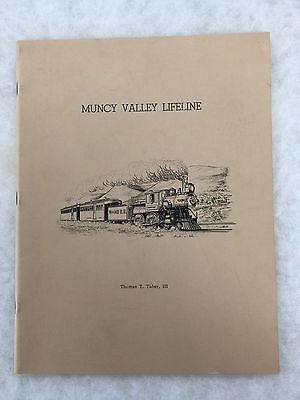 MUNCY VALLEY LIFELINE
Thomas T. Taber, III